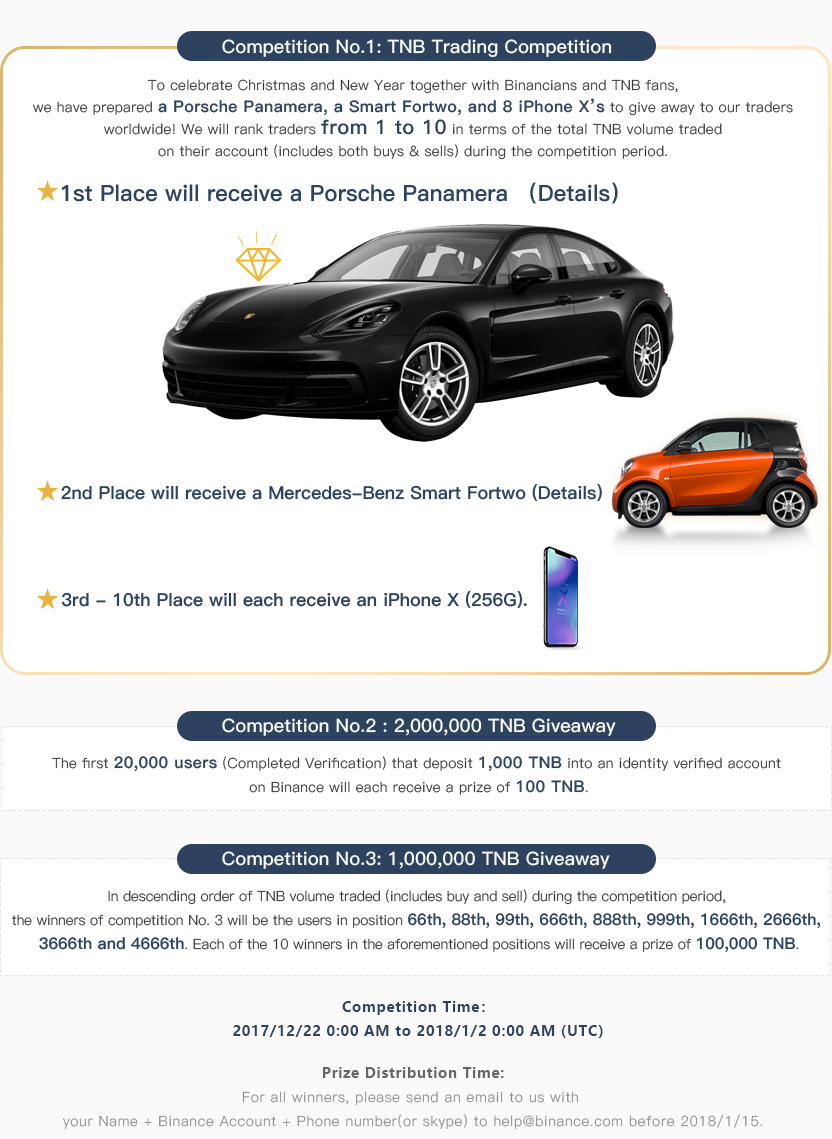 Competition No.1: TNB Trading Competition
To celebrate Christmas and New Year together with Binancians and TNB fans,
we have prepared a Porsche Panamera, a Smart Fortwo, and 8 iPhone X's to give away to our traders
worldwide! We will rank traders from 1 to 10 in terms of the total TNB volume traded
on their account (includes both buys & sells) during the competition period.
1st Place will receive a Porsche Panamera （Details）
2nd Place will receive a Mercedes-Benz Smart Fortwo (Details)
3rd - 10th Place will each receive an iPhone X (256G).
Competition No.2 : 2,000,000 TNB Giveaway
The first 20,000 users (Completed Verification) that deposit 1,000 TNB into an identity verified account
on Binance will each receive a prize of 100 TNB.
Competition No.3: 1,000,000 TNB Giveaway
In descending order of TNB volume traded (includes buy and sell) during the competition period,
the winners of competition No. 3 will be the users in position 66th, 88th, 99th, 666th, 888th, 999th, 1666th, 2666th,
3666th and 4666th. Each of the 10 winners in the aforementioned positions will receive a prize of 100,000 TNB.
Competition Time:
2017/12/22 0:00 AM to 2018/1/2 0:00 AM (UTC)
Prize Distribution Time:
For all winners, please send an email to us with
your Name + Binance Account + Phone number(or skype) to help@binance.com before 2018/1/15.